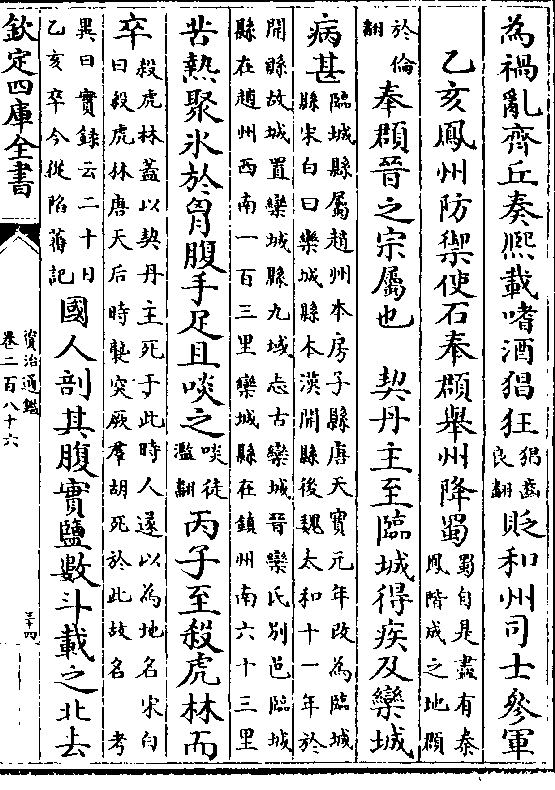 為禍亂齊丘奏熙載嗜酒猖狂猖齒良翻貶和州司士參軍
乙亥鳳州防禦使石奉頵舉州降蜀蜀自是盡有秦鳳階成之地頵
於倫翻奉頵晉之宗屬也　契丹主至臨城得疾及欒城
病甚臨城縣屬趙州本房子縣唐天寶元年改為臨城縣宋白曰欒城縣本漢開縣後魏太和十一年於
開縣故城置欒城縣九域志古欒城晉欒氏别邑臨城縣在趙州西南一百三里欒城縣在鎮州南六十三里
苦熱聚氷於胷腹手足且啖之啖徒濫翻丙子至殺虎林而
卒殺虎林蓋以契丹主死于此時人遂以為地名宋白曰殺虎林唐天后時襲突厥羣胡死於此故名　考
異曰實錄云二十日乙亥卒今從陷蕃記國人剖其腹實鹽數斗載之北去
欽定四庫全書
資治通鑑
卷二百八十六
三十四